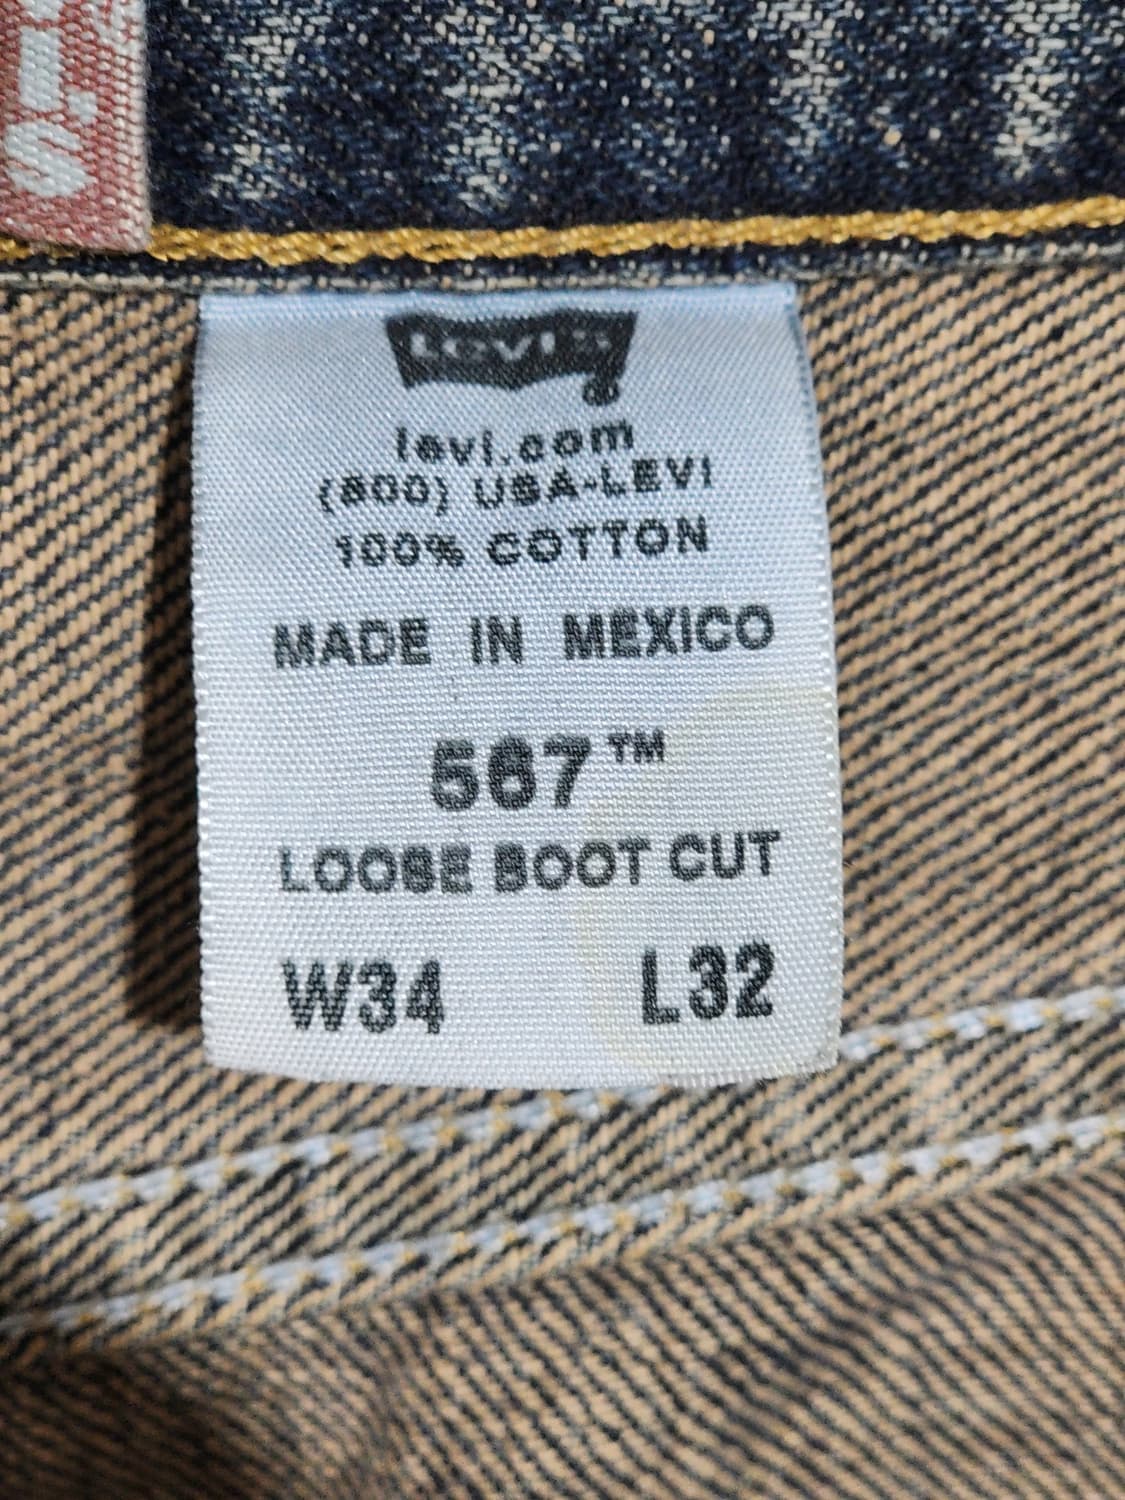 Levi's
®
levi.com
(800) USA-LEVI
100% COTTON
MADE IN MEXICO
567™
LOOSE BOOT CUT
W34 L32